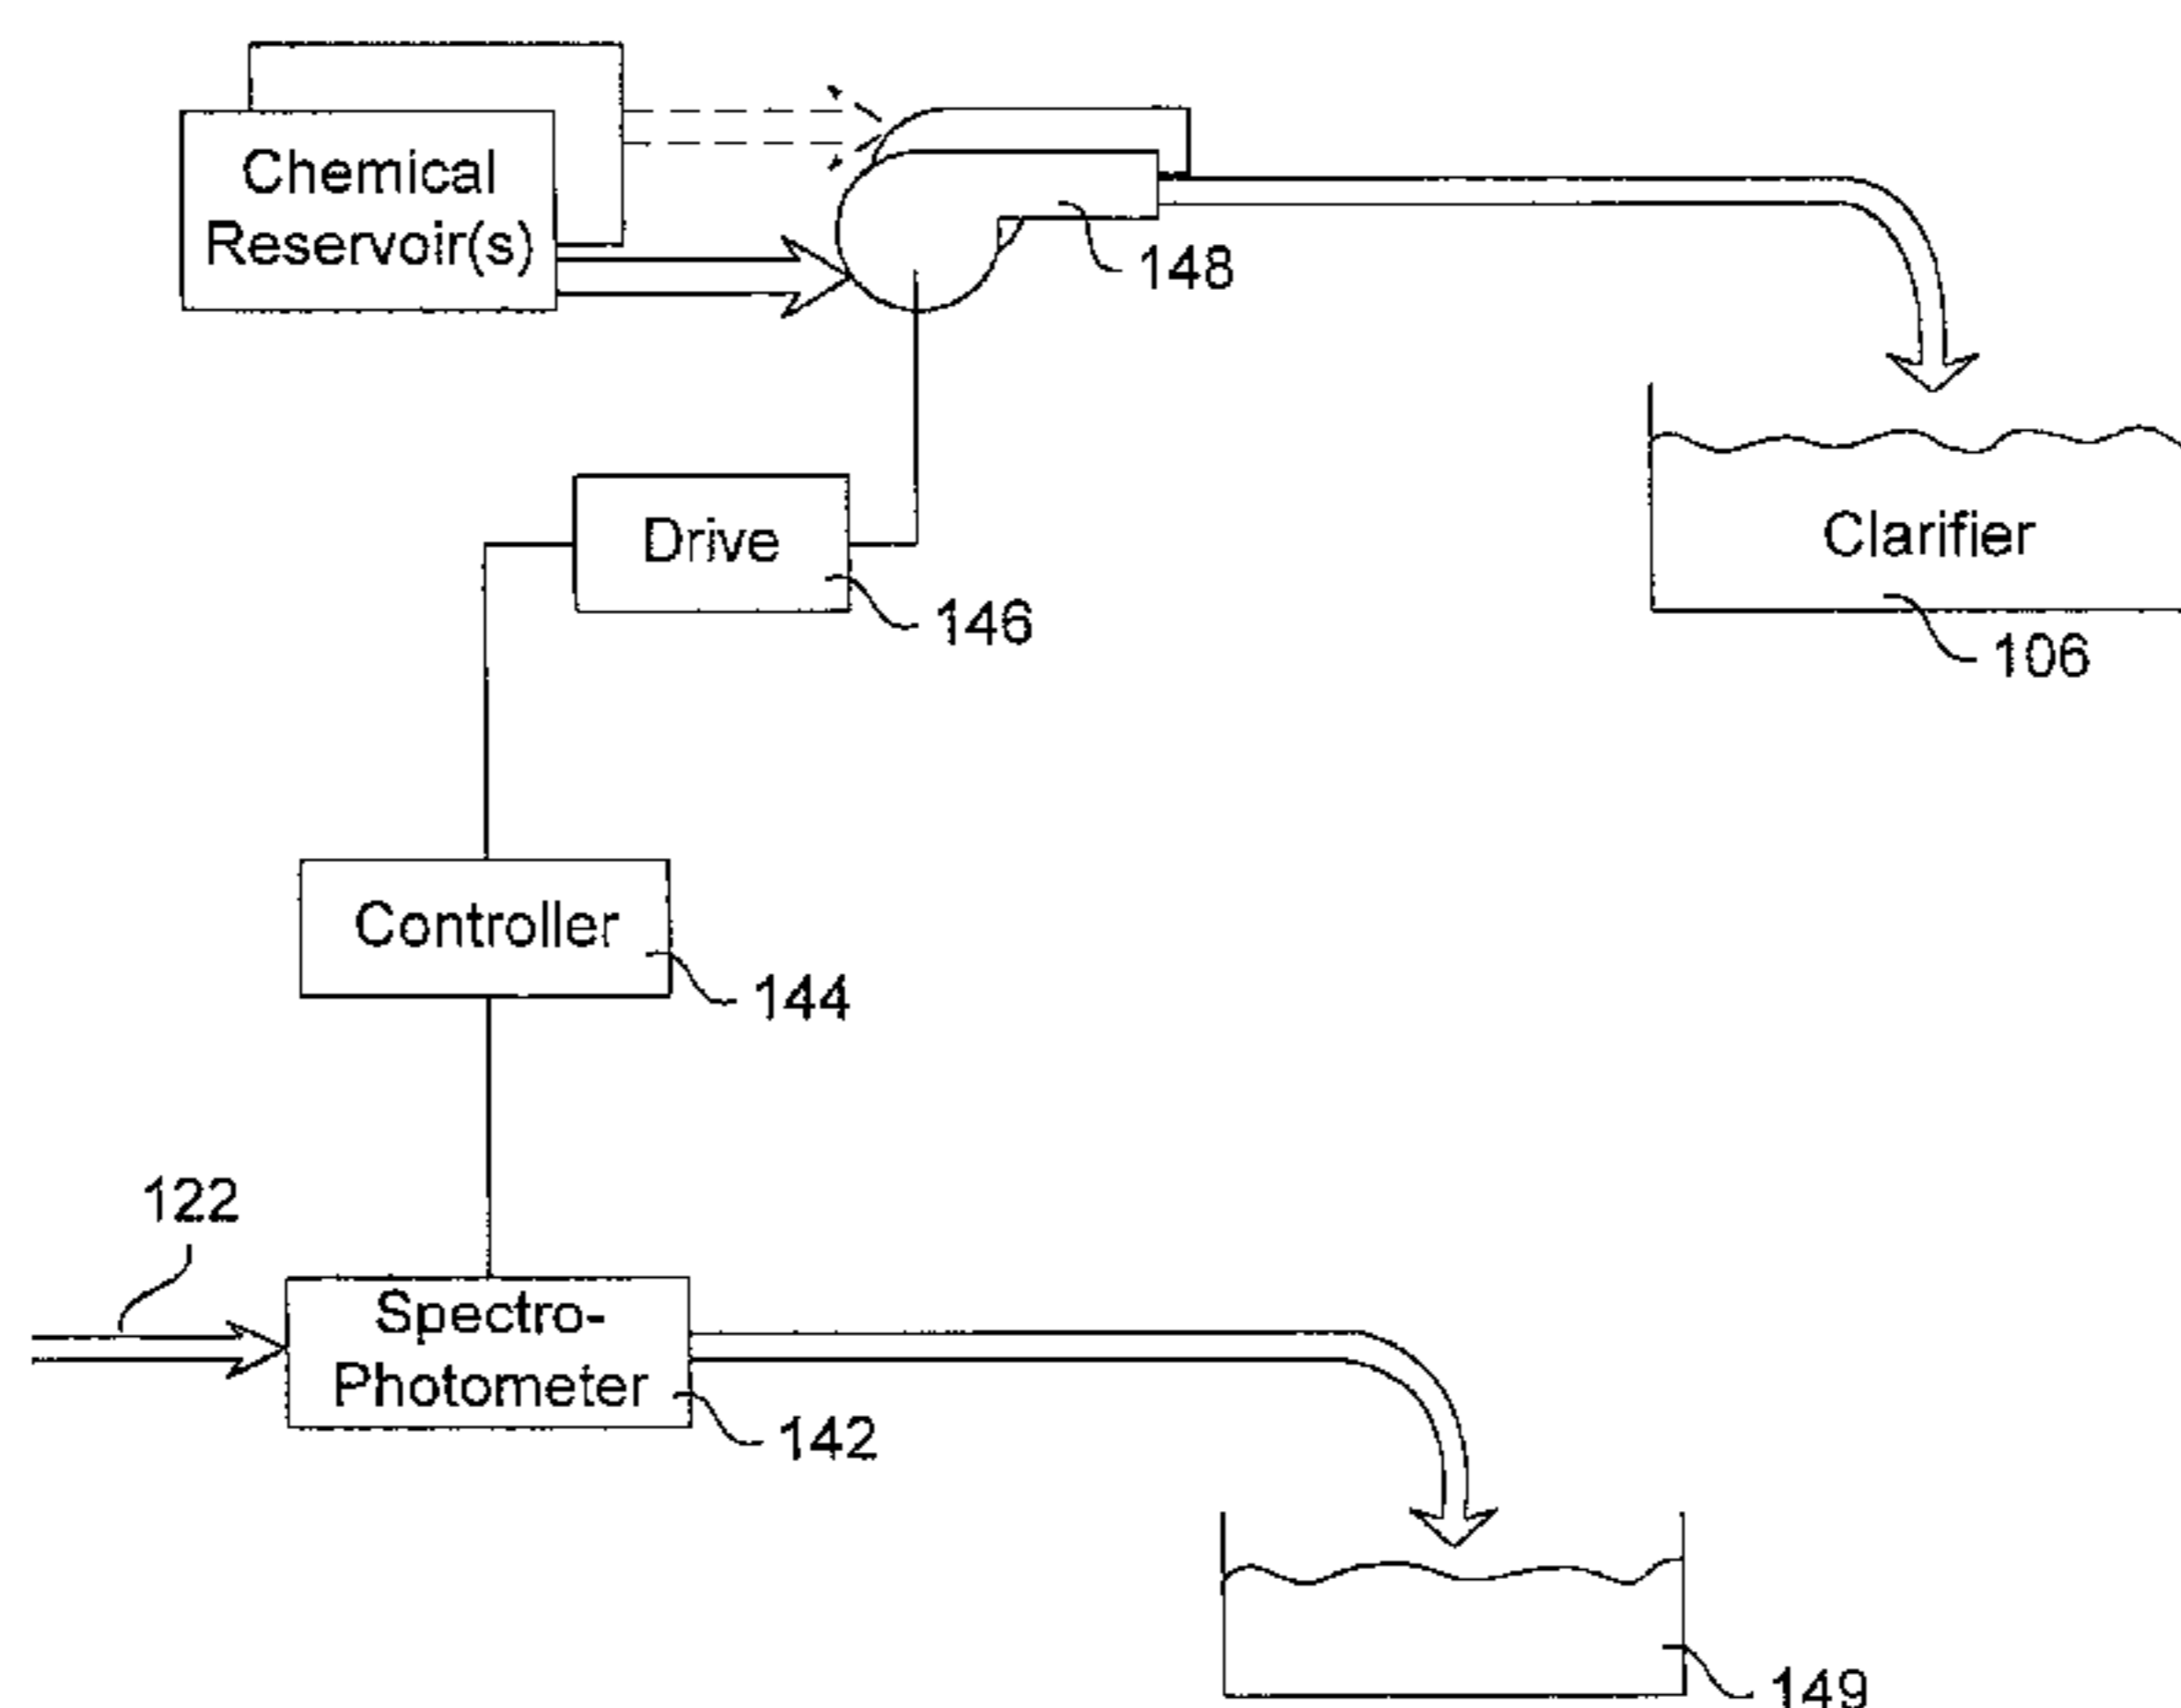 Chemical
Reservoir(s)
148
Drive
146
Clarifier
106
Controller
144
122
Spectro-
Photometer
142
149